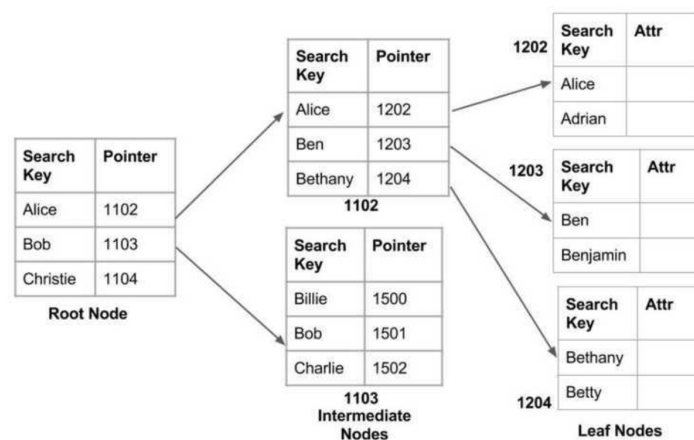 Search Key Pointer
Alice 1102
Bob 1103
Christie 1104
Root Node
Search Key Pointer
Alice 1202
Ben 1203
Bethany 1204
1102
Search Key Pointer
Billie 1500
Bob 1501
Charlie 1502
1103
Intermediate
Nodes
1202
Search Key Attr
Alice
Adrian
1203
Search Key Attr
Ben
Benjamin
Search Key Attr
Bethany
Betty
1204
Leaf Nodes